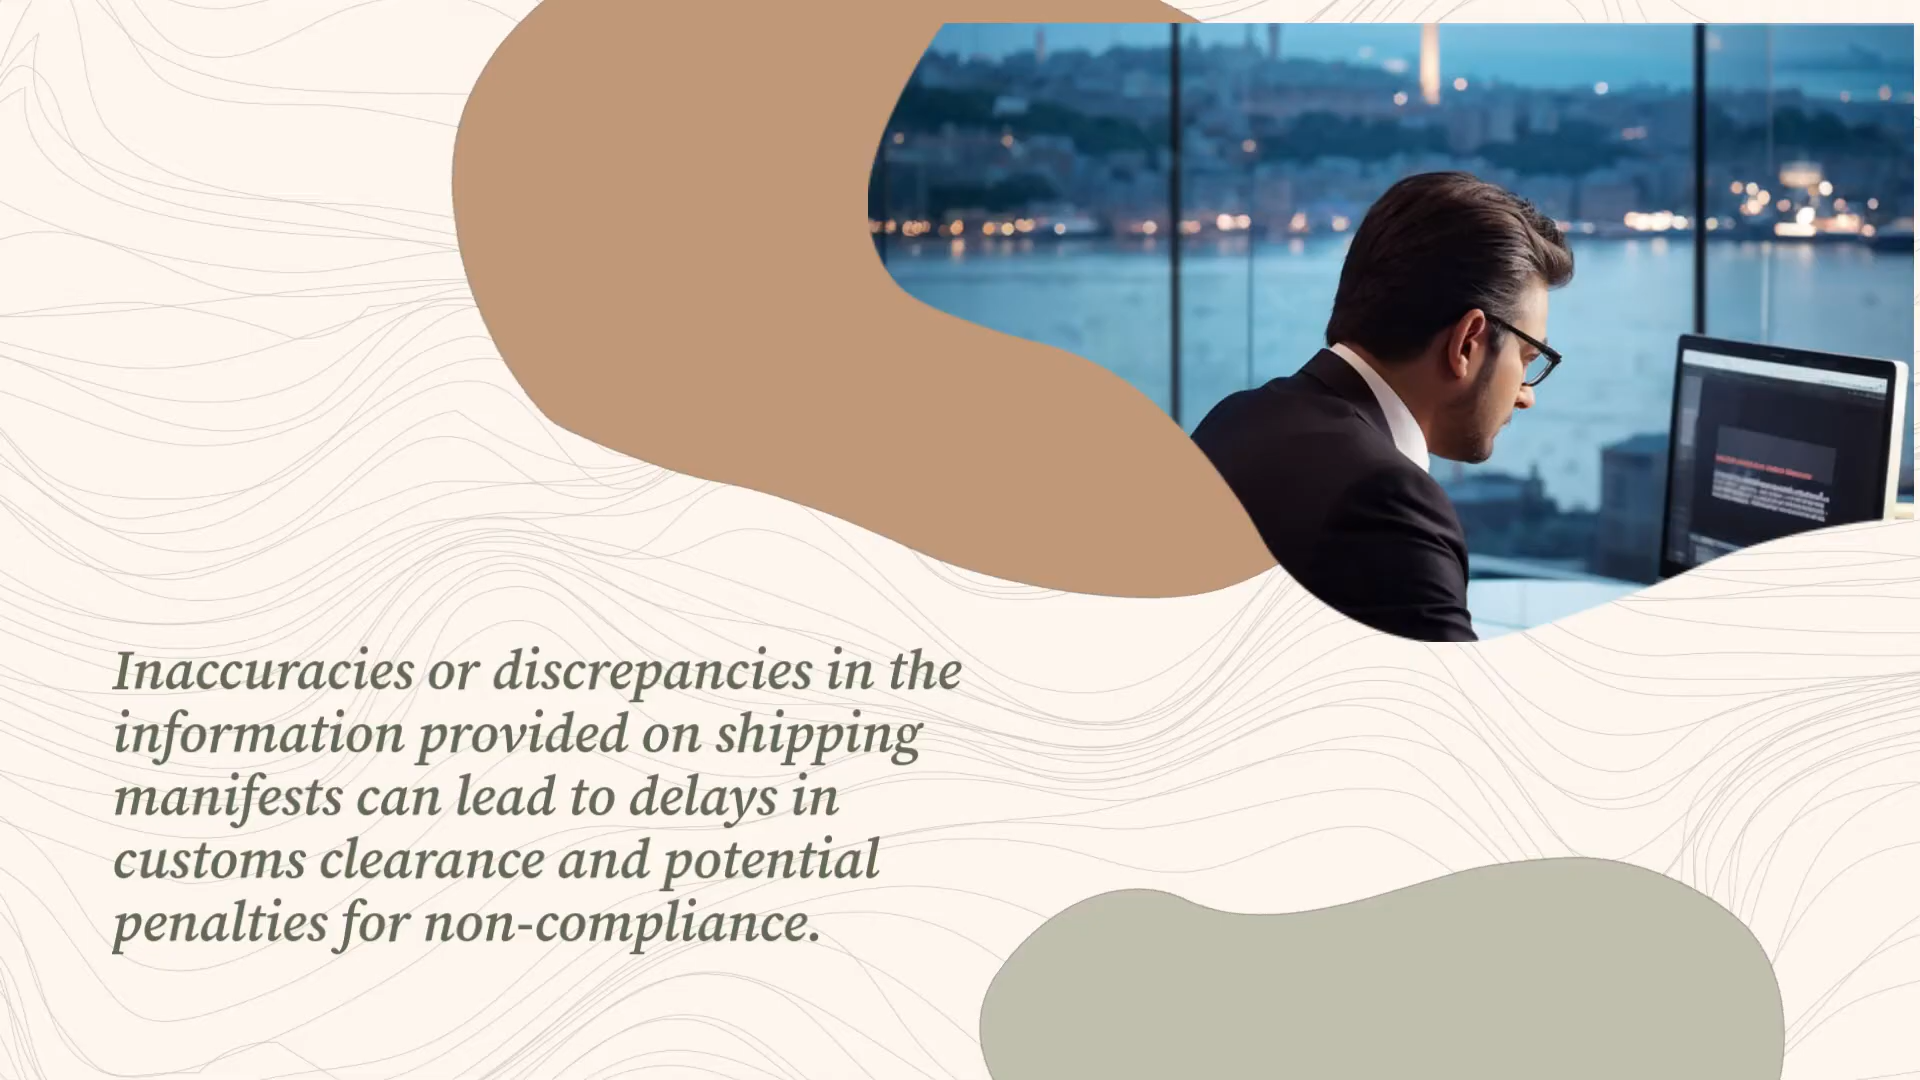 Inaccuracies or discrepancies in the
information provided on shipping
manifests can lead to delays in
customs clearance and potential
penalties for non-compliance.